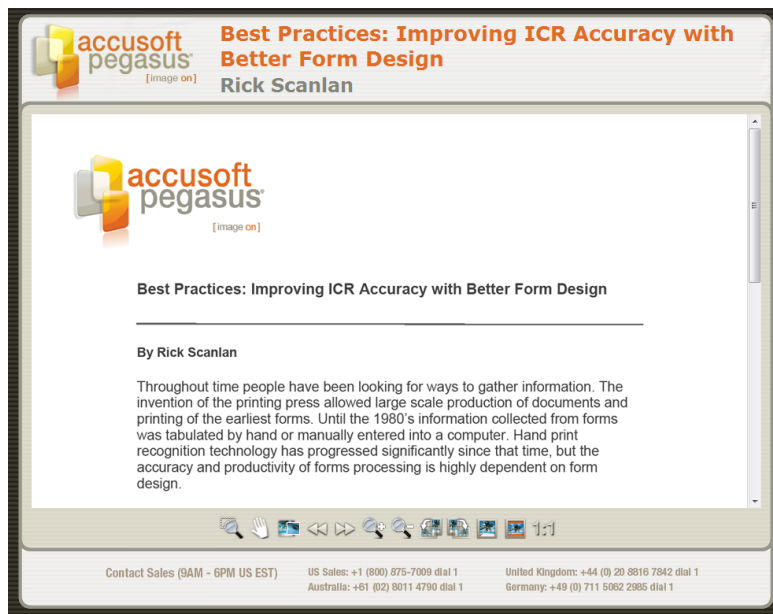 accusoft
pegasus
[image on]
Best Practices: Improving ICR Accuracy with
Better Form Design
Rick Scanlan
accusoft
pegasus
[image on]
Best Practices: Improving ICR Accuracy with Better Form Design
By Rick Scanlan
Throughout time people have been looking for ways to gather information. The
invention of the printing press allowed large scale production of documents and
printing of the earliest forms. Until the 1980's information collected from forms
was tabulated by hand or manually entered into a computer. Hand print
recognition technology has progressed significantly since that time, but the
accuracy and productivity of forms processing is highly dependent on form
design.
1:1
Contact Sales (9AM - 6PM US EST)
US Sales: +1 (800) 875-7009 dial 1
Australia: +61 (02) 8011 4790 dial 1
United Kingdom: +44 (0) 20 8816 7842 dial 1
Germany: +49 (0) 711 5062 2985 dial 1